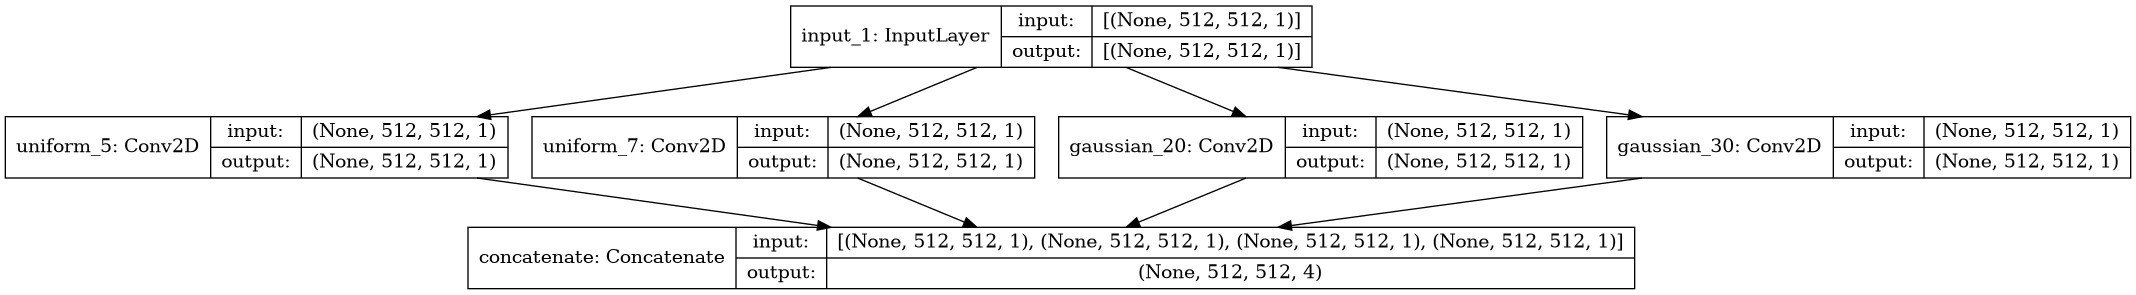 input_1: InputLayer
input:
[(None, 512, 512, 1)]
output:
[(None, 512, 512, 1)]
uniform_5: Conv2D
input:
(None, 512, 512, 1)
output:
(None, 512, 512, 1)
uniform_7: Conv2D
input:
(None, 512, 512, 1)
output:
(None, 512, 512, 1)
gaussian_20: Conv2D
input:
(None, 512, 512, 1)
output:
(None, 512, 512, 1)
gaussian_30: Conv2D
input:
(None, 512, 512, 1)
output:
(None, 512, 512, 1)
concatenate: Concatenate
input:
[(None, 512, 512, 1), (None, 512, 512, 1), (None, 512, 512, 1), (None, 512, 512, 1)]
output:
(None, 512, 512, 4)